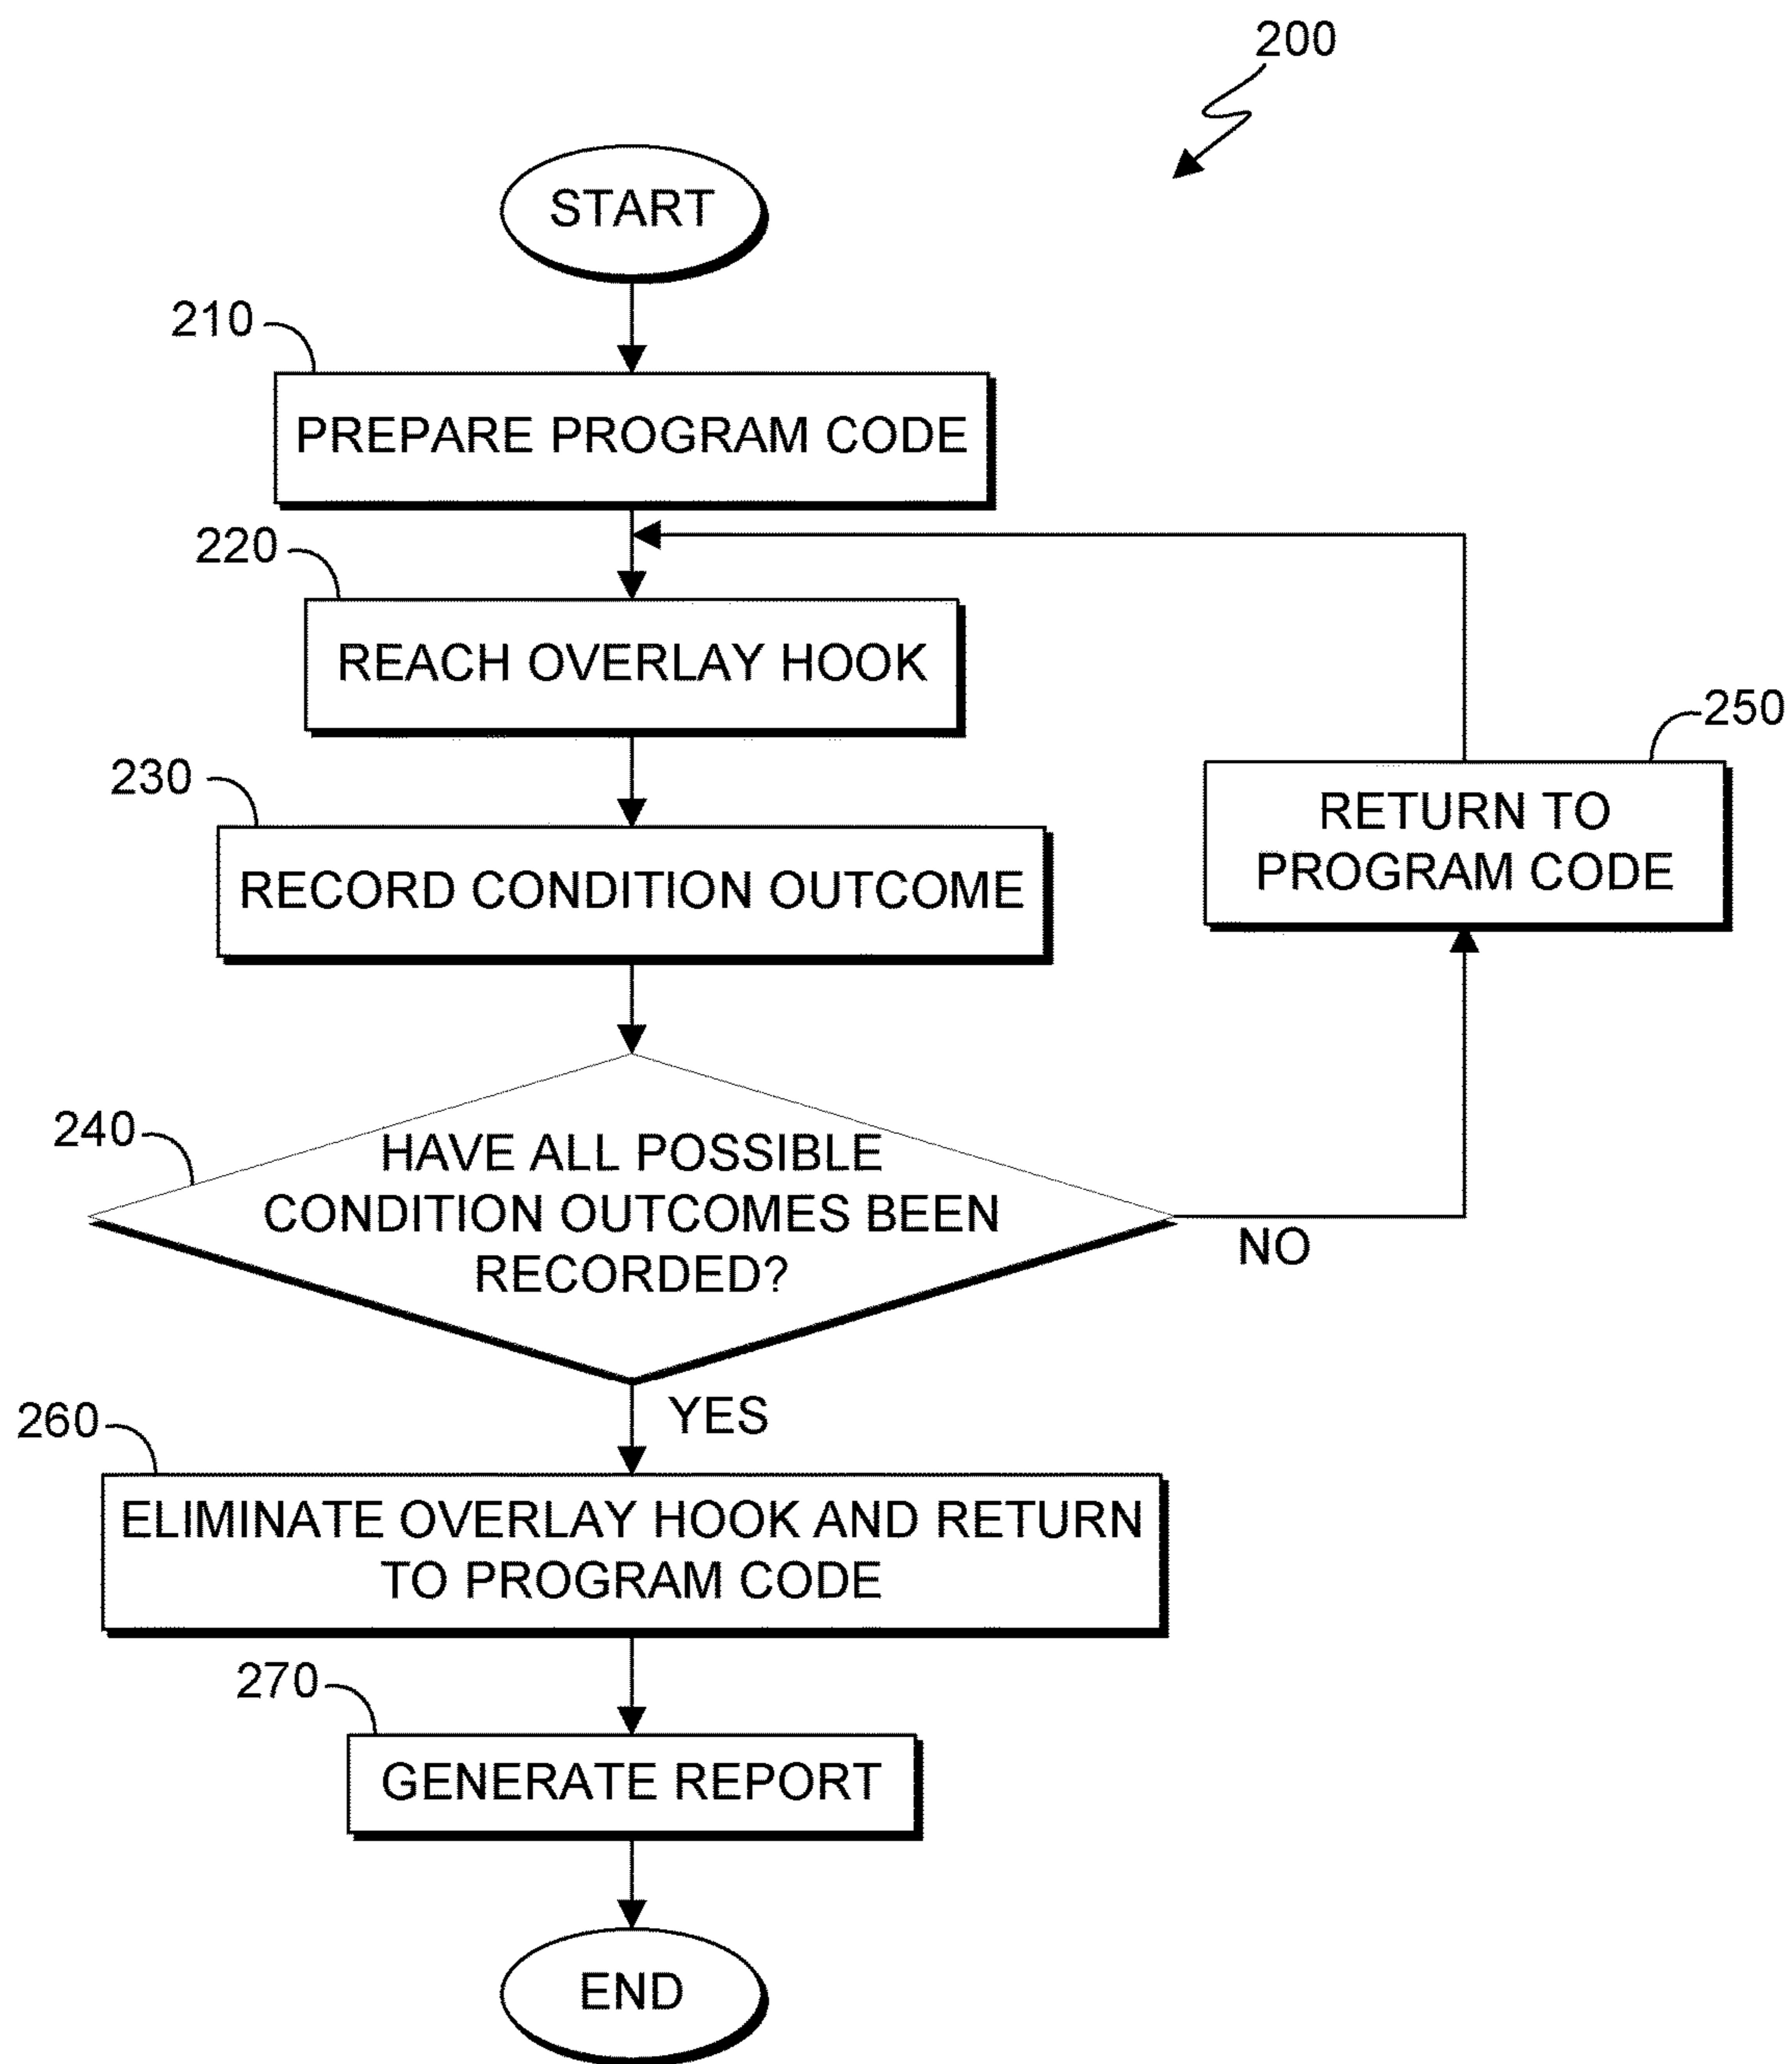 200
START
210
PREPARE PROGRAM CODE
220
REACH OVERLAY HOOK
250
RETURN TO
PROGRAM CODE
230
RECORD CONDITION OUTCOME
240
HAVE ALL POSSIBLE
CONDITION OUTCOMES BEEN
RECORDED?
NO
YES
260
ELIMINATE OVERLAY HOOK AND RETURN
TO PROGRAM CODE
270
GENERATE REPORT
END